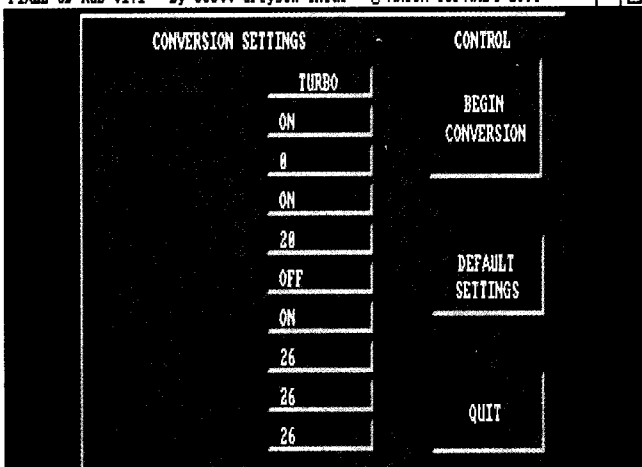 CONVERSION SETTINGS
TURBO
ON
0
ON
20
OFF
ON
26
26
26
CONTROL
BEGIN
CONVERSION
DEFAULT
SETTINGS
QUIT